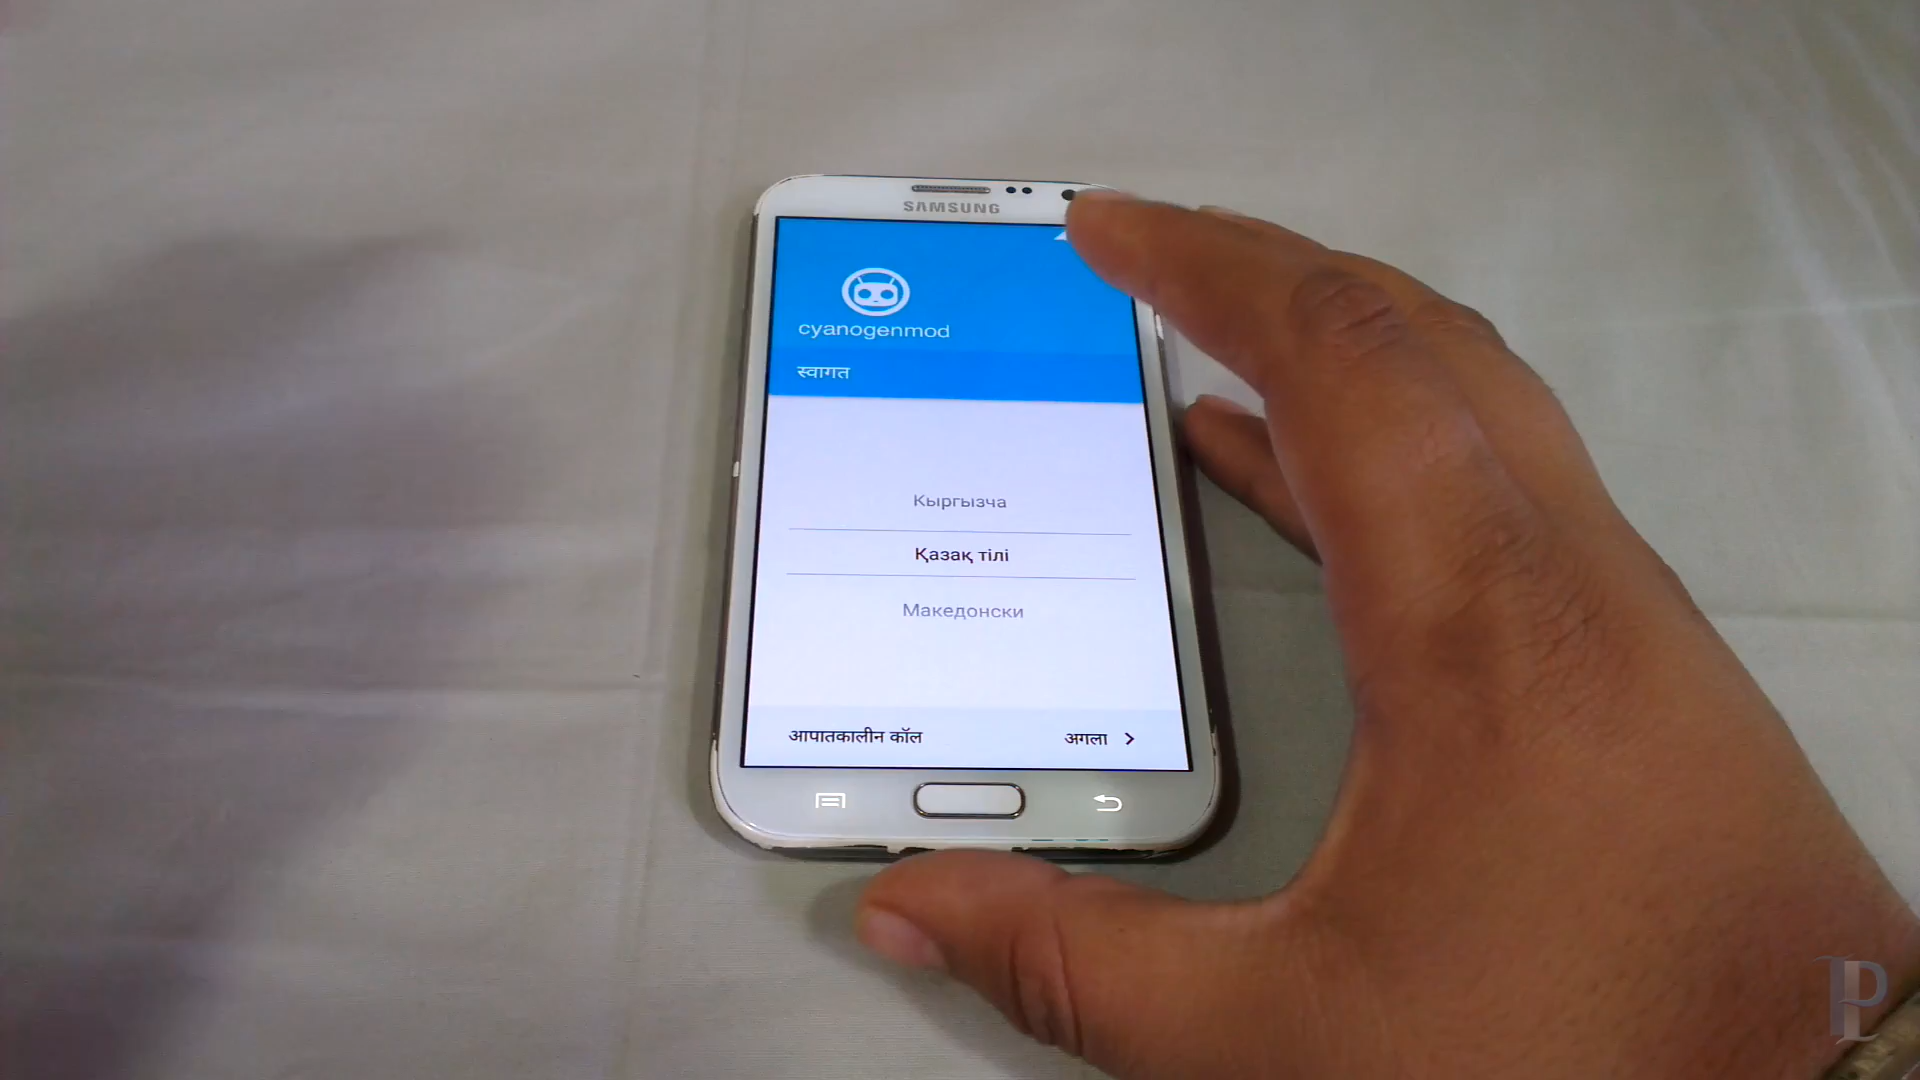 SAMSUNG
cyanogenmod
स्वागत
Кыргызча
Қазақ тілі
Македонски
आपातकालीन कॉल
अगला